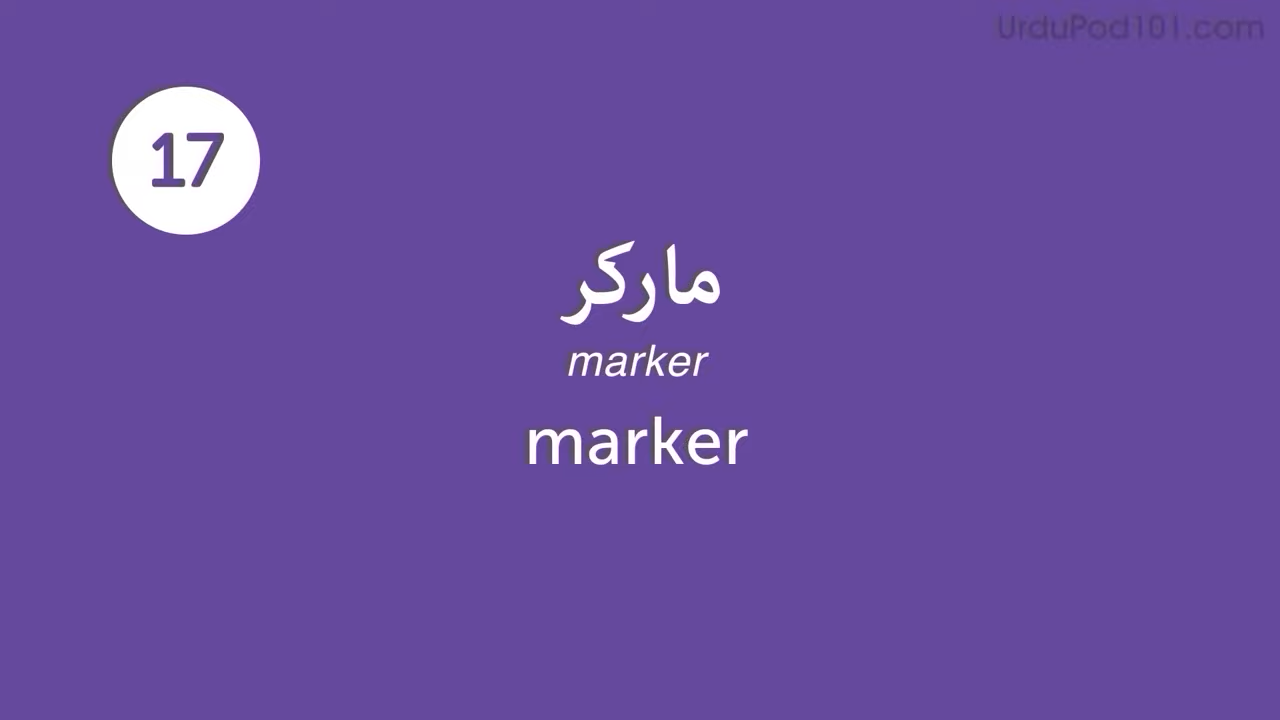 UrduPod101.com
17
مارکر
marker
marker